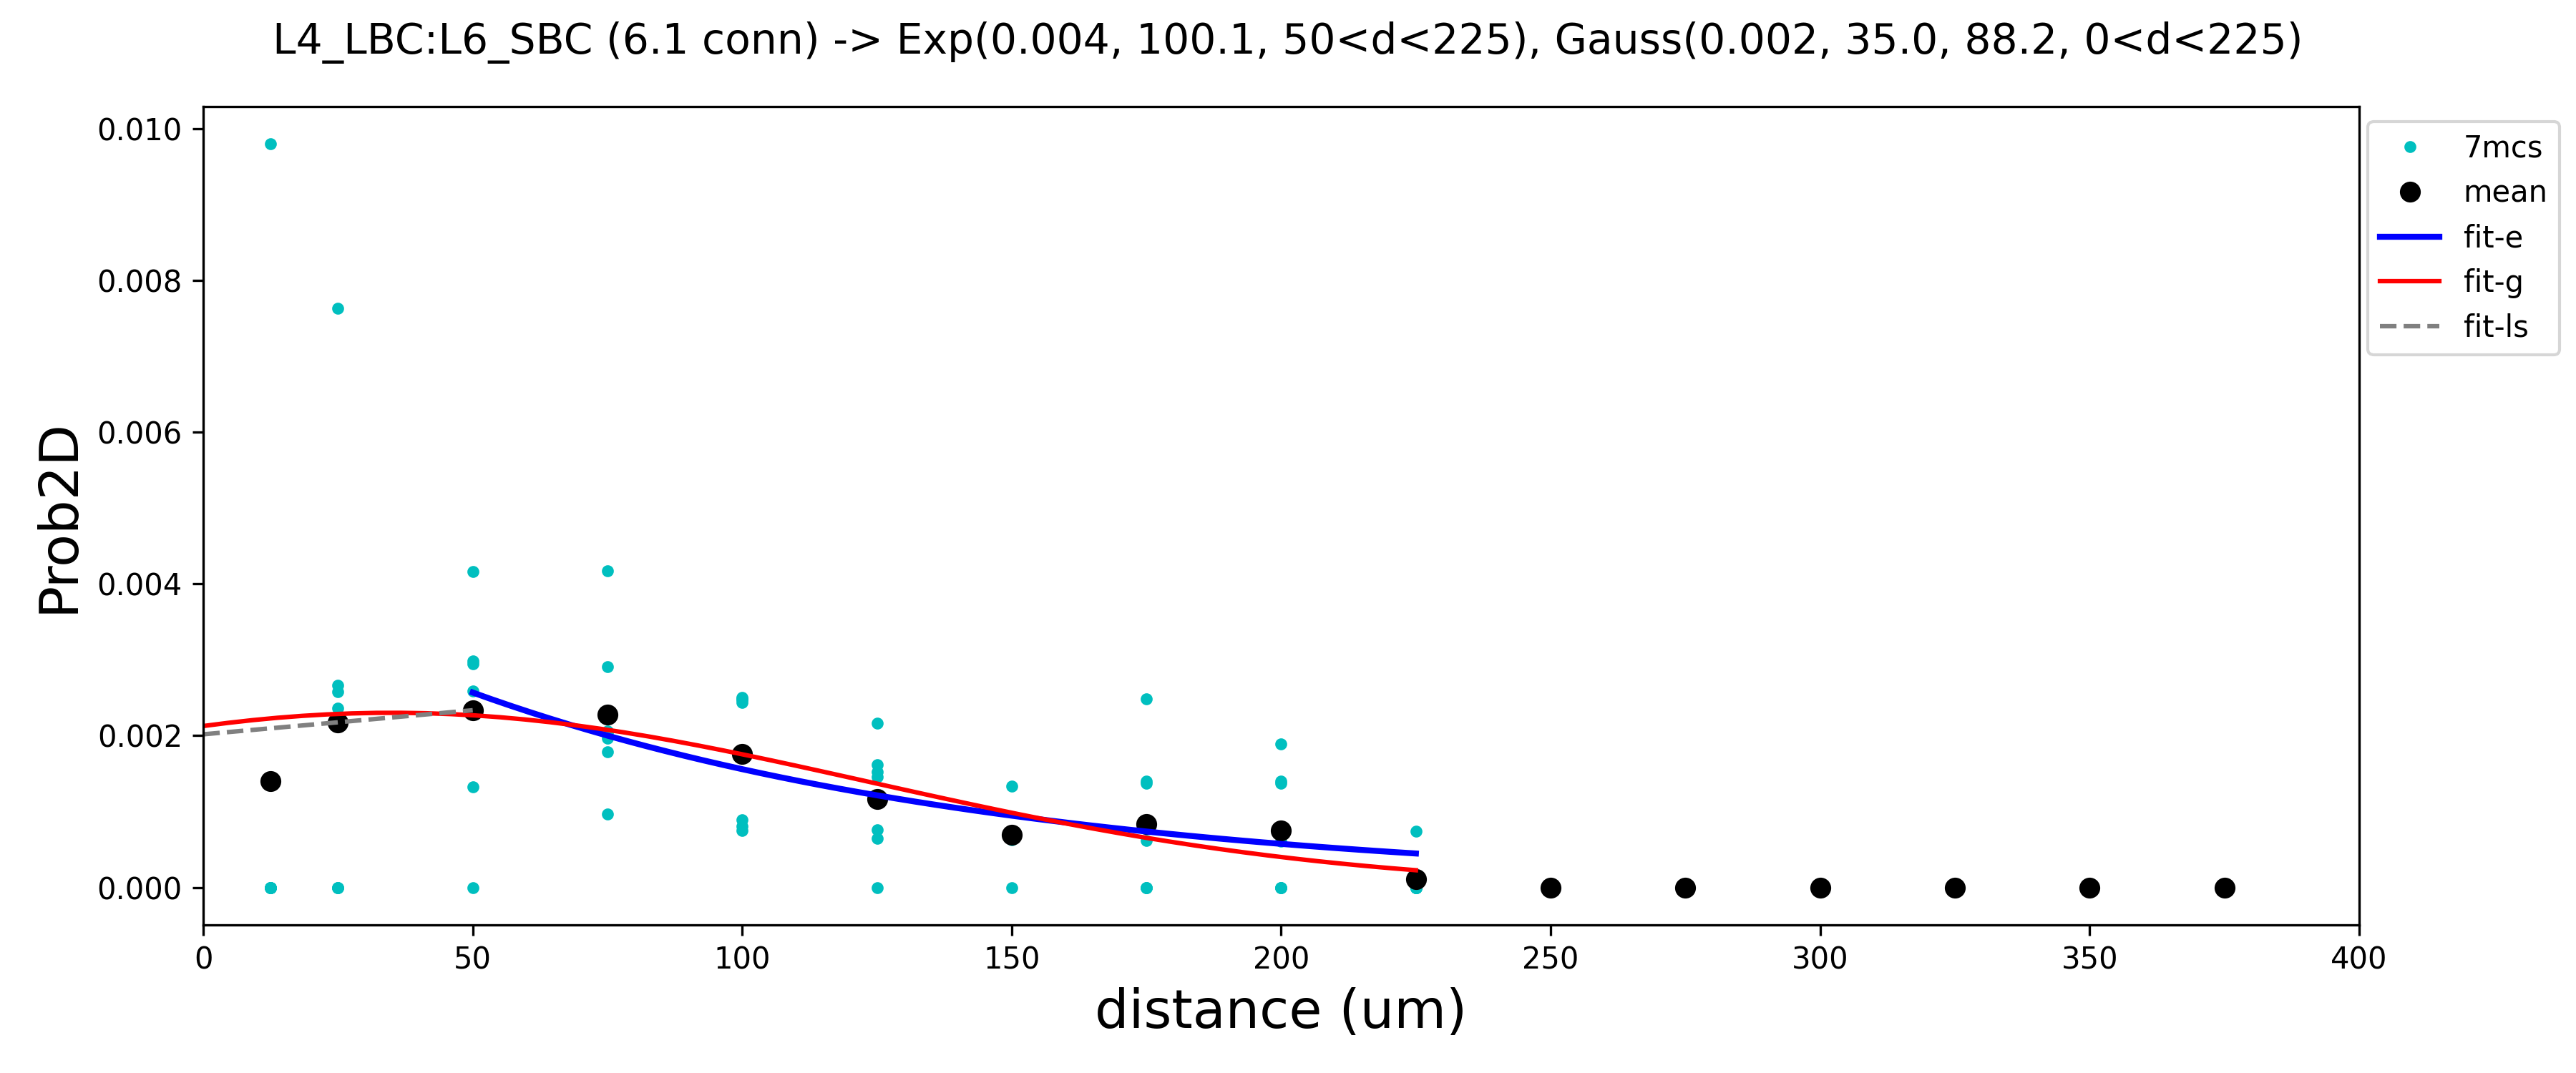 L4_LBC:L6_SBC (6.1 conn) -> Exp(0.004, 100.1, 50<d<225), Gauss(0.002, 35.0, 88.2, 0<d<225)
0.010
0.008
0.006
0.004
0.002
0.000
Prob2D
0 50 100 150 200 250 300 350 400
distance (um)
7mcs
mean
fit-e
fit-g
fit-ls